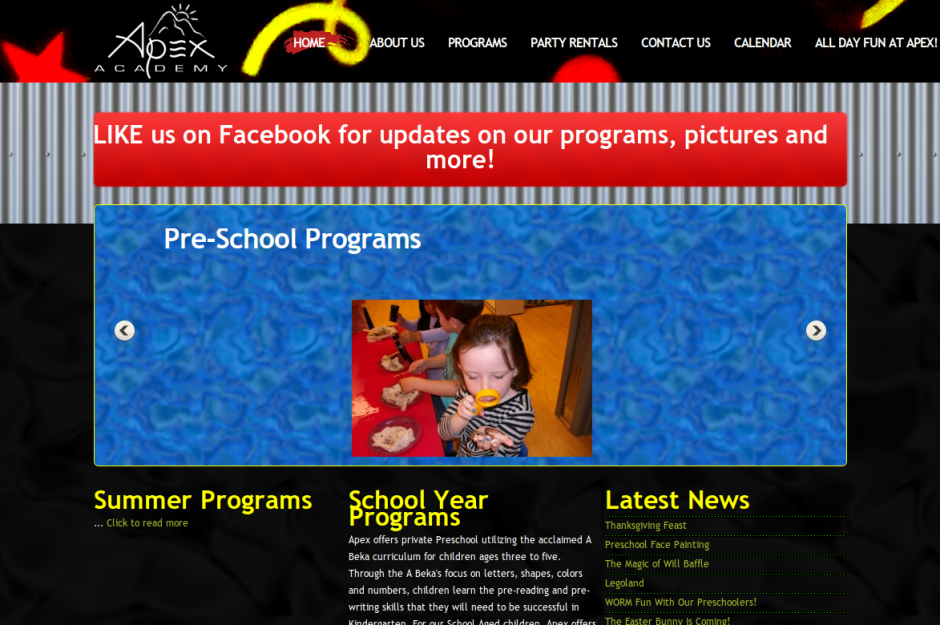 APEX
ACADEMY
HOME ABOUT US PROGRAMS PARTY RENTALS CONTACT US CALENDAR ALL DAY FUN AT APEX!
LIKE us on Facebook for updates on our programs, pictures and
more!
Pre-School Programs
Summer Programs
... Click to read more
School Year
Programs
Apex offers private Preschool utilizing the acclaimed A
Beka curriculum for children ages three to five.
Through the A Beka's focus on letters, shapes, colors
and numbers, children learn the pre-reading and pre-
writing skills that they will need to be successful in
Kindergarten. For our School Aged children, Apex offers
Latest News
Thanksgiving Feast
Preschool Face Painting
The Magic of Will Baffle
Legoland
WORM Fun With Our Preschoolers!
The Easter Bunny Is Coming!